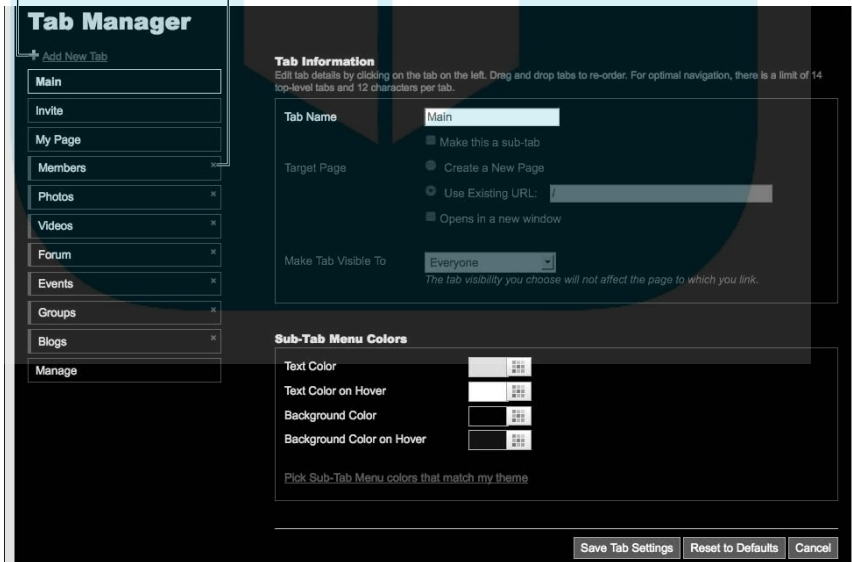 Tab Manager
Add New Tab
Main
Invite
My Page
Members
Photos
Videos
Forum
Events
Groups
Blogs
Manage
Tab Information
Edit tab details by clicking on the tab on the left. Drag and drop tabs to re-order. For optimal navigation, there is a limit of 14
top-level tabs and 12 characters per tab.
Tab Name Main
Make this a sub-tab
Target Page Create a New Page
Use Existing URL: /
Opens in a new window
Make Tab Visible To Everyone
The tab visibility you choose will not affect the page to which you link.
Sub-Tab Menu Colors
Text Color
Text Color on Hover
Background Color
Background Color on Hover
Pick Sub-Tab Menu colors that match my theme
Save Tab Settings Reset to Defaults Cancel